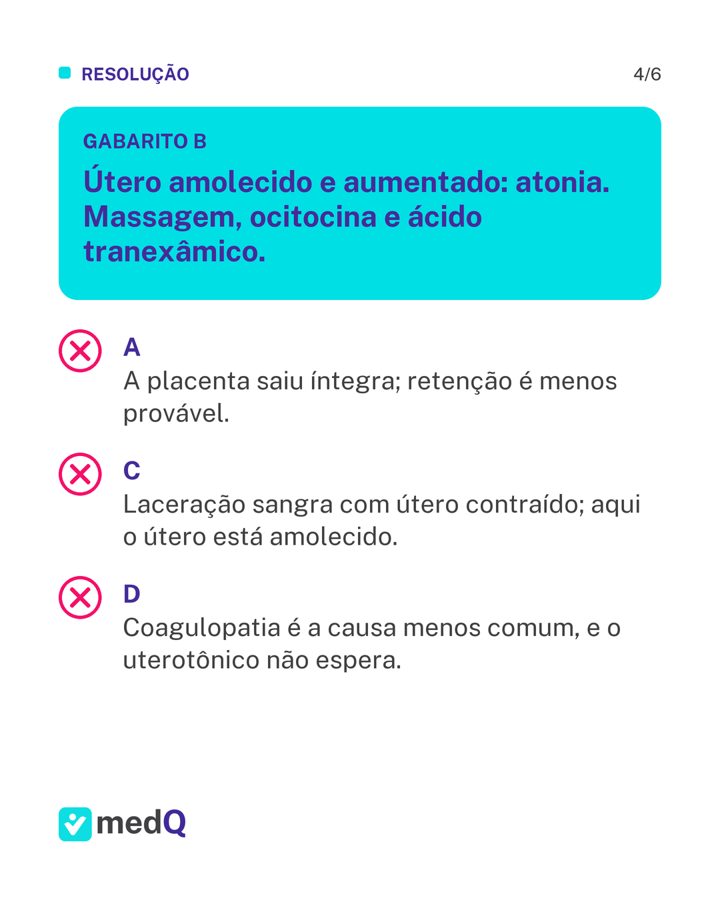 RESOLUÇÃO
4/6
GABARITO B
Útero amolecido e aumentado: atonia.
Massagem, ocitocina e ácido
tranexâmico.
A
A placenta saiu íntegra; retenção é menos
provável.
C
Laceração sangra com útero contraído; aqui
o útero está amolecido.
D
Coagulopatia é a causa menos comum, e o
uterotônico não espera.
medQ